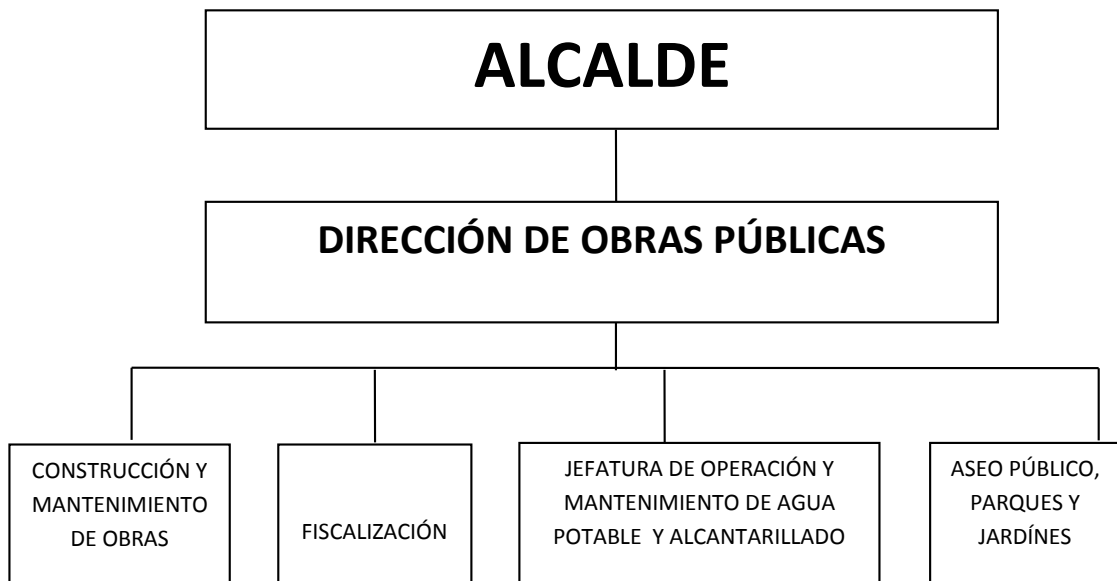 ALCALDE
DIRECCIÓN DE OBRAS PÚBLICAS
CONSTRUCCIÓN Y
MANTENIMIENTO
DE OBRAS
FISCALIZACIÓN
JEFATURA DE OPERACIÓN Y
MANTENIMIENTO DE AGUA
POTABLE Y ALCANTARILLADO
ASEO PÚBLICO,
PARQUES Y
JARDÍNES